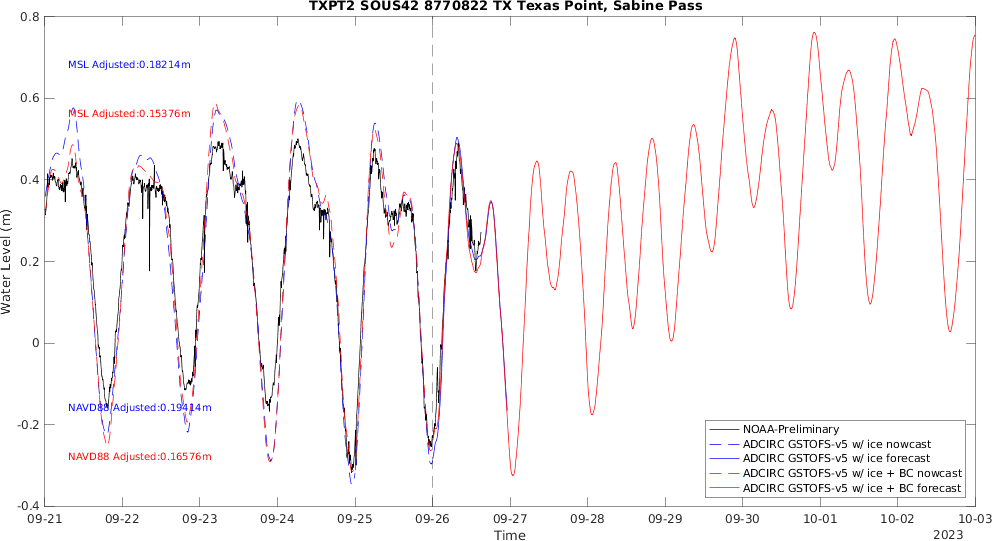 TXPT2 SOUS42 8770822 TX Texas Point, Sabine Pass
0.8
0.6
0.4
0.2
0
-0.2
-0.4
Water Level (m)
MSL Adjusted:0.18214m
MSL Adjusted:0.15376m
NAVD88 Adjusted:0.19414m
NAVD88 Adjusted:0.16576m
NOAA-Preliminary
ADCIRC GSTOFS-v5 w/ ice nowcast
ADCIRC GSTOFS-v5 w/ ice forecast
ADCIRC GSTOFS-v5 w/ ice + BC nowcast
ADCIRC GSTOFS-v5 w/ ice + BC forecast
09-21 09-22 09-23 09-24 09-25 09-26 09-27 09-28 09-29 09-30 10-01 10-02 10-03
Time
2023